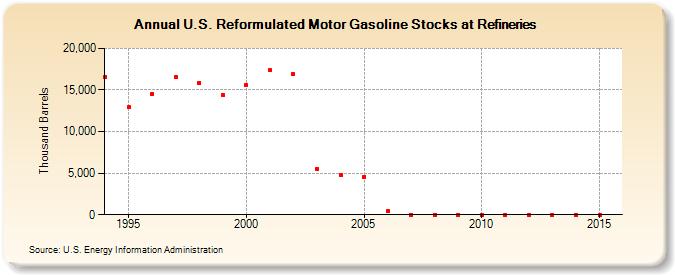 Annual U.S. Reformulated Motor Gasoline Stocks at Refineries
Thousand Barrels
20,000
15,000
10,000
5,000
0
1995 2000 2005 2010 2015
Source: U.S. Energy Information Administration